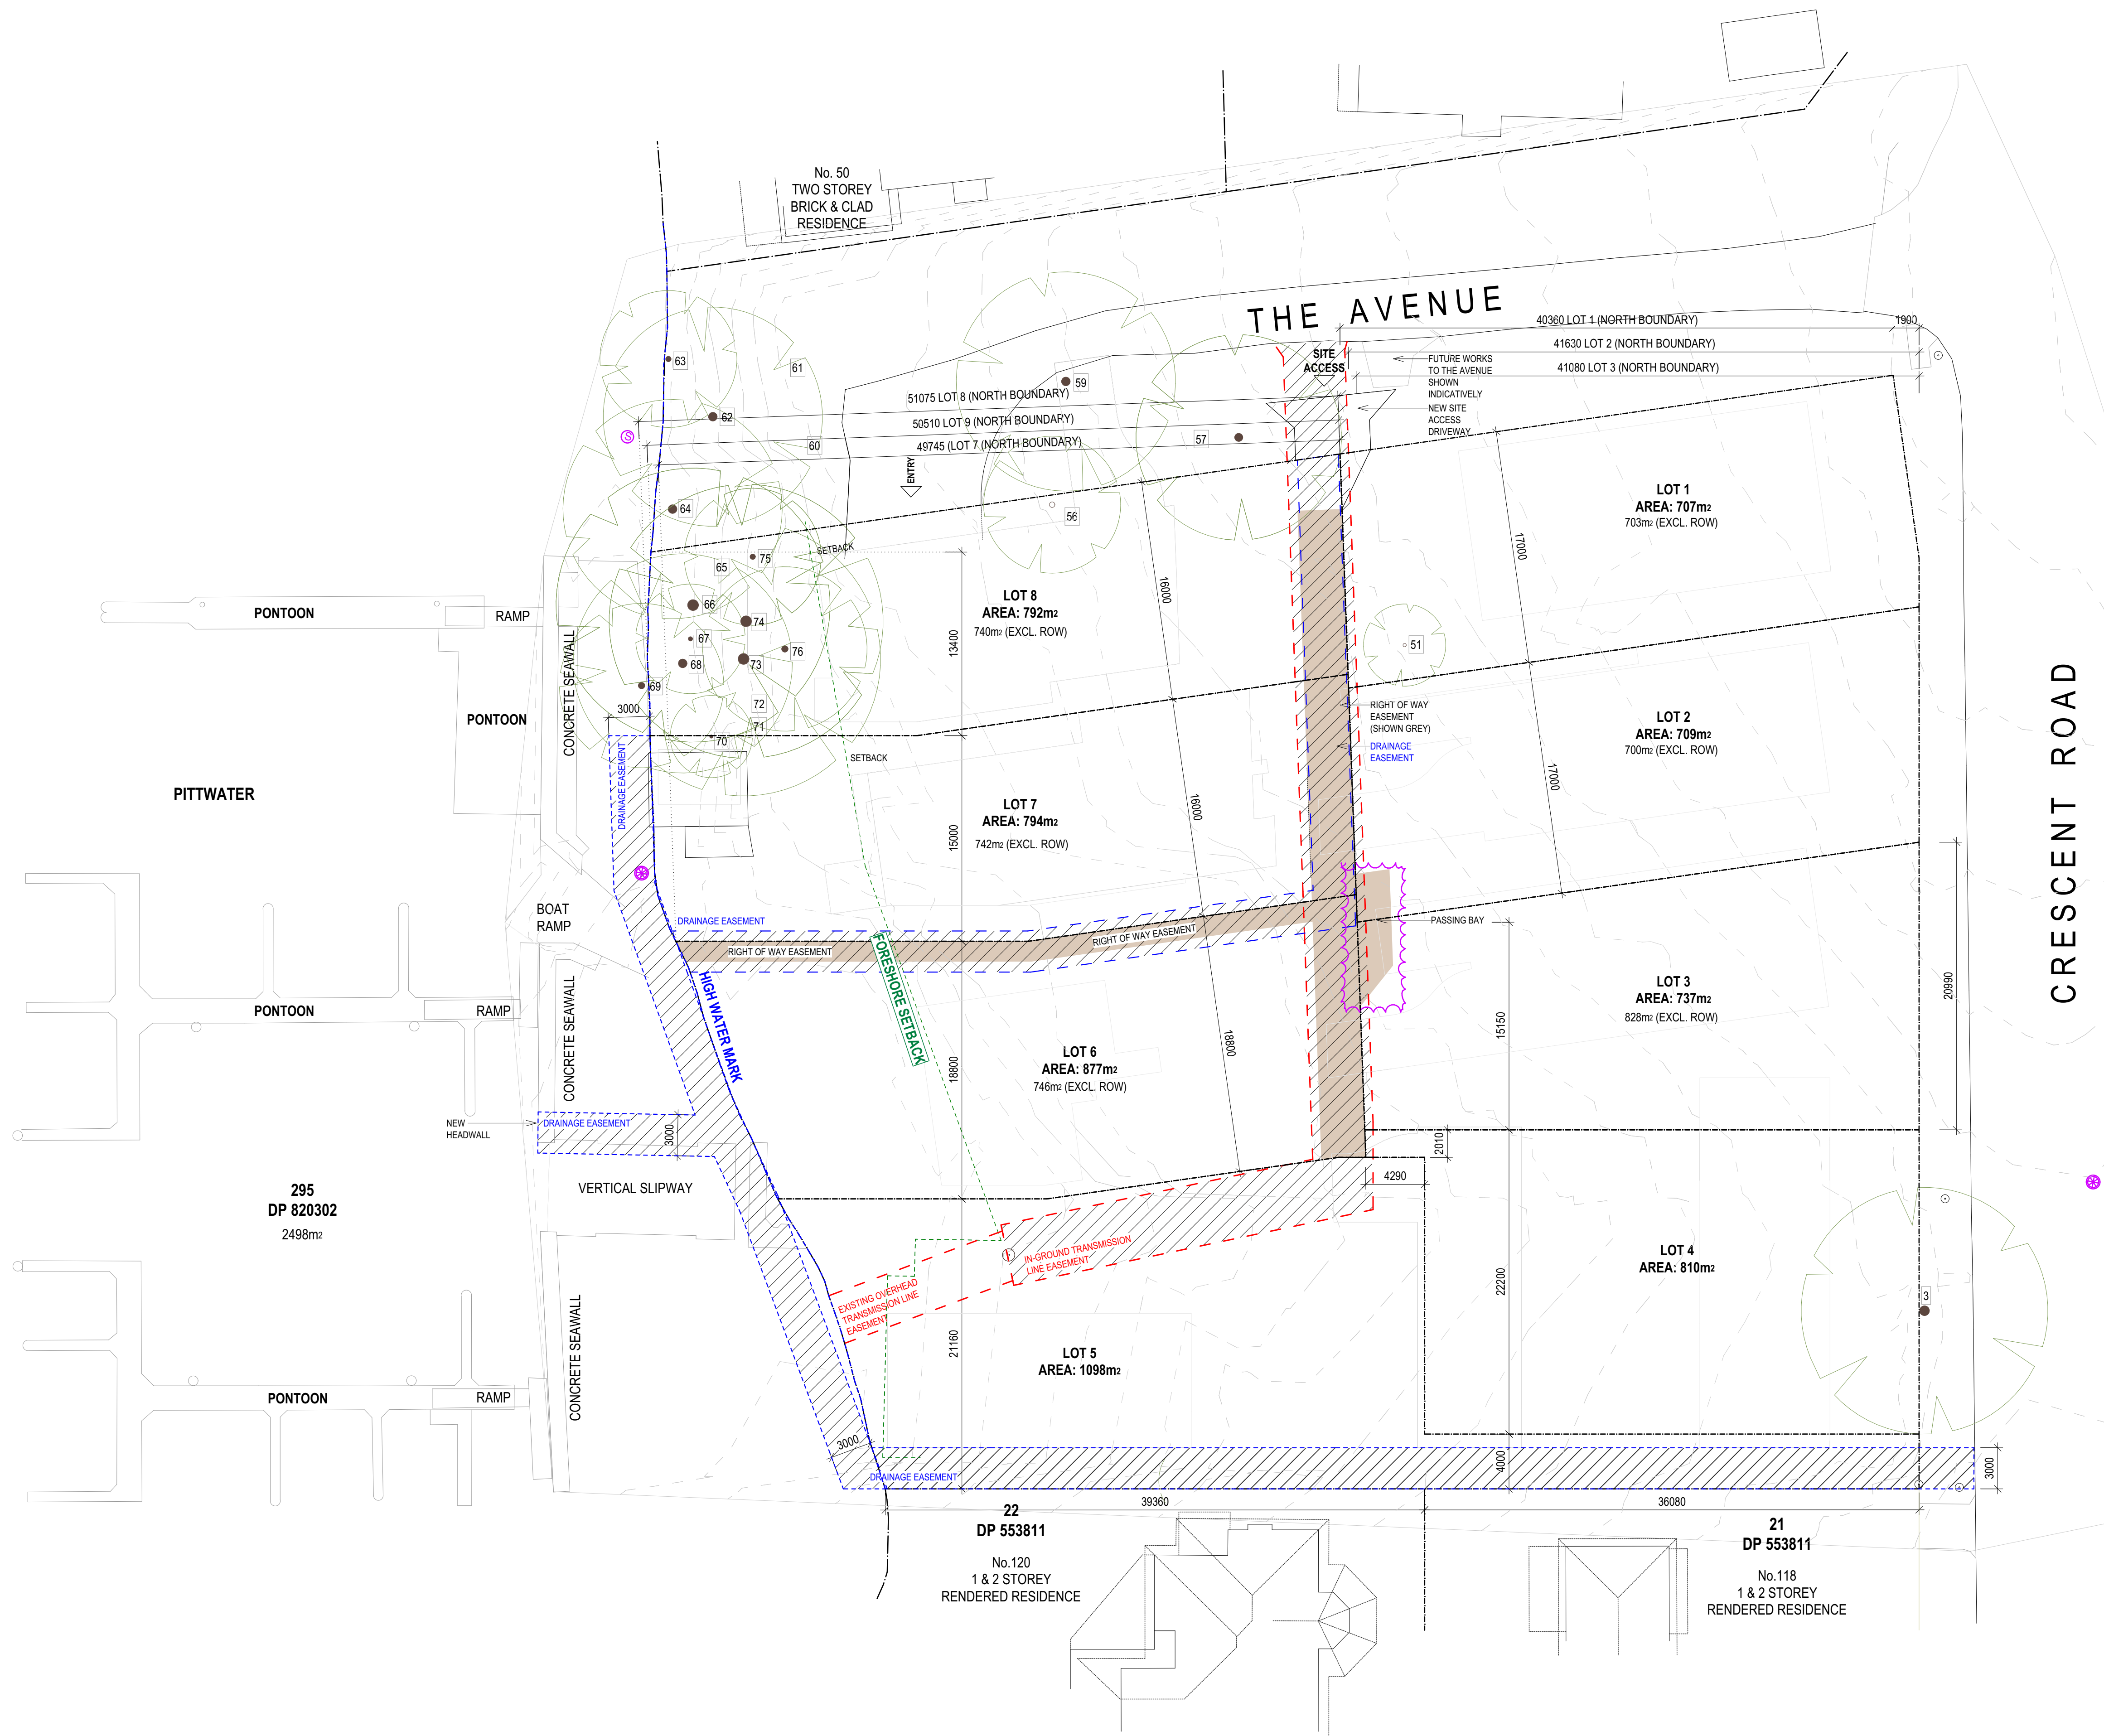 No. 50
TWO STOREY
BRICK & CLAD
RESIDENCE
THE AVENUE
40360 LOT 1 (NORTH BOUNDARY)
1900
41630 LOT 2 (NORTH BOUNDARY)
41080 LOT 3 (NORTH BOUNDARY)
SITE
ACCESS
FUTURE WORKS
TO THE AVENUE
SHOWN
INDICATIVELY
NEW SITE
ACCESS
DRIVEWAY
51075 LOT 8 (NORTH BOUNDARY)
50510 LOT 9 (NORTH BOUNDARY)
49745 (LOT 7 (NORTH BOUNDARY)
ENTRY
63
61
62
60
59
57
56
S
64
75
65
66
74
67
76
68
73
69
72
71
70
51
SETBACK
SETBACK
LOT 1
AREA: 707m2
703m2 (EXCL. ROW)
17000
LOT 8
AREA: 792m2
740m2 (EXCL. ROW)
16000
13400
PONTOON
RAMP
CONCRETE SEAWALL
PONTOON
3000
DRAINAGE EASEMENT
RIGHT OF WAY
EASEMENT
(SHOWN GREY)
DRAINAGE
EASEMENT
LOT 2
AREA: 709m2
700m2 (EXCL. ROW)
17000
CRESCENT ROAD
PITTWATER
LOT 7
AREA: 794m2
742m2 (EXCL. ROW)
16000
15000
BOAT
RAMP
DRAINAGE EASEMENT
RIGHT OF WAY EASEMENT
RIGHT OF WAY EASEMENT
PASSING BAY
FORESHORE SETBACK
HIGH WATER MARK
PONTOON
RAMP
CONCRETE SEAWALL
LOT 3
AREA: 737m2
828m2 (EXCL. ROW)
20990
15150
LOT 6
AREA: 877m2
746m2 (EXCL. ROW)
18800
18800
NEW
HEADWALL
DRAINAGE EASEMENT
3000
2010
4290
VERTICAL SLIPWAY
295
DP 820302
2498m2
IN-GROUND TRANSMISSION
LINE EASEMENT
EXISTING OVERHEAD
TRANSMISSION LINE
EASEMENT
LOT 4
AREA: 810m2
22200
3
21160
LOT 5
AREA: 1098m2
PONTOON
RAMP
CONCRETE SEAWALL
3000
DRAINAGE EASEMENT
4000
3000
39360
36080
22
DP 553811
No.120
1 & 2 STOREY
RENDERED RESIDENCE
21
DP 553811
No.118
1 & 2 STOREY
RENDERED RESIDENCE